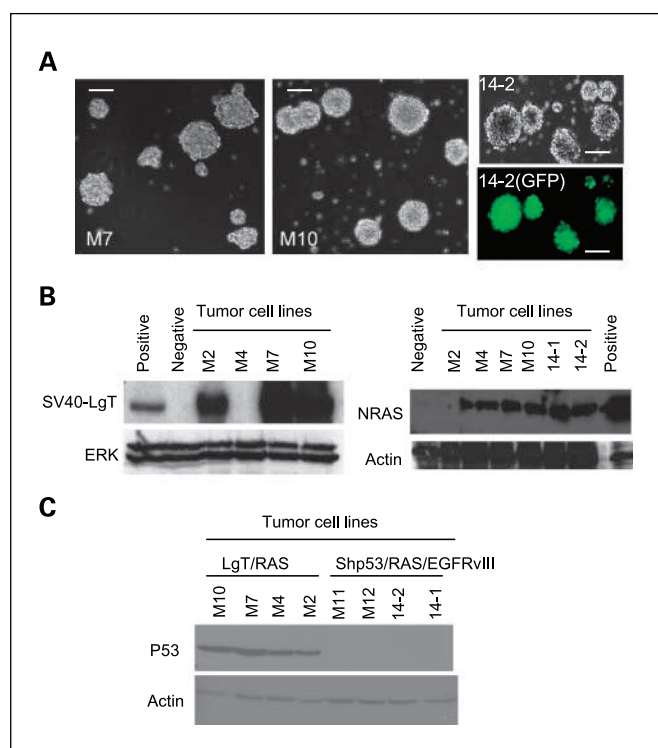 A
M7
M10
14-2
14-2(GFP)
B
Tumor cell lines
Positive
Negative
M2
M4
M7
M10
SV40-LgT
ERK
Tumor cell lines
Negative
M2
M4
M7
M10
14-1
14-2
Positive
NRAS
Actin
C
Tumor cell lines
LgT/RAS
Shp53/RAS/EGFRvIII
M10
M7
M4
M2
M11
M12
14-2
14-1
P53
Actin